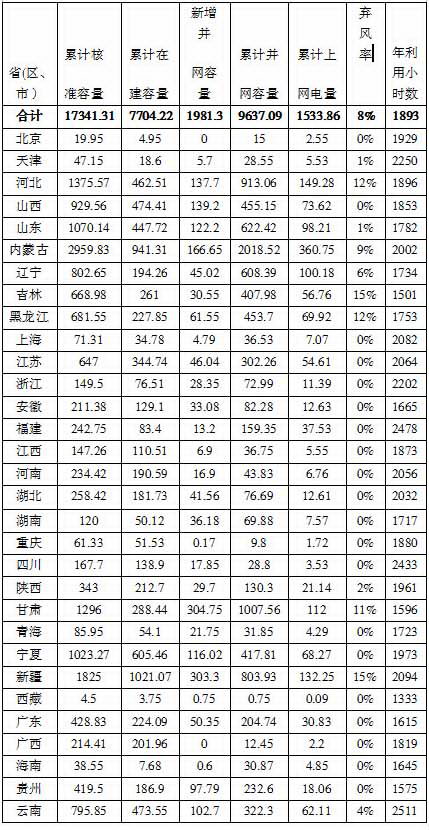 省(区、市) 累计核准容量 累计在建容量 新增并网容量 累计并网容量 累计上网电量 弃风率 年利用小时数
合计 17341.31 7704.22 1981.3 9637.09 1533.86 8% 1893
北京 19.95 4.95 0 15 2.55 0% 1929
天津 47.15 18.6 5.7 28.55 5.53 1% 2250
河北 1375.57 462.51 137.7 913.06 149.28 12% 1896
山西 929.56 474.41 139.2 455.15 73.62 0% 1853
山东 1070.14 447.72 122.2 622.42 98.21 1% 1782
内蒙古 2959.83 941.31 166.65 2018.52 360.75 9% 2002
辽宁 802.65 194.26 45.02 608.39 100.18 6% 1734
吉林 668.98 261 30.55 407.98 56.76 15% 1501
黑龙江 681.55 227.85 61.55 453.7 69.92 12% 1753
上海 71.31 34.78 4.79 36.53 7.07 0% 2082
江苏 647 344.74 46.04 302.26 54.61 0% 2064
浙江 149.5 76.51 28.35 72.99 11.39 0% 2202
安徽 211.38 129.1 33.08 82.28 12.63 0% 1665
福建 242.75 83.4 13.2 159.35 37.53 0% 2478
江西 147.26 110.51 6.9 36.75 5.55 0% 1873
河南 234.42 190.59 16.9 43.83 6.76 0% 2056
湖北 258.42 181.73 41.56 76.69 12.61 0% 2032
湖南 120 50.12 36.18 69.88 7.57 0% 1717
重庆 61.33 51.53 0.17 9.8 1.72 0% 1880
四川 167.7 138.9 17.85 28.8 3.53 0% 2433
陕西 343 212.7 29.7 130.3 21.14 2% 1961
甘肃 1296 288.44 304.75 1007.56 112 11% 1596
青海 85.95 54.1 21.75 31.85 4.29 0% 1723
宁夏 1023.27 605.46 116.02 417.81 68.27 0% 1973
新疆 1825 1021.07 303.3 803.93 132.25 15% 2094
西藏 4.5 3.75 0.75 0.75 0.09 0% 1333
广东 428.83 224.09 50.35 204.74 30.83 0% 1615
广西 214.41 201.96 0 12.45 2.2 0% 1819
海南 38.55 7.68 0.6 30.87 4.85 0% 1645
贵州 419.5 186.9 97.79 232.6 18.06 0% 1575
云南 795.85 473.55 102.7 322.3 62.11 4% 2511